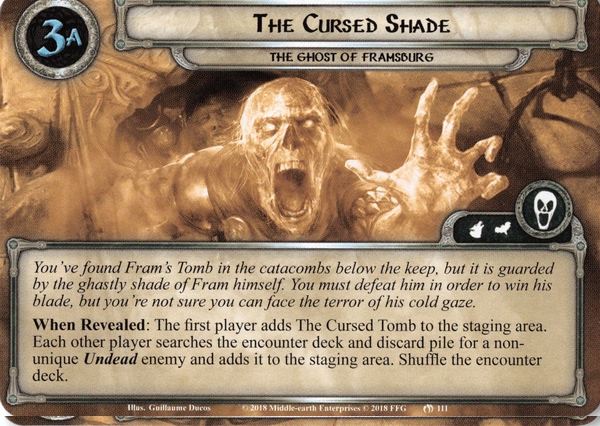 3A
The Cursed Shade
The Ghost of Framsburg
You've found Fram's Tomb in the catacombs below the keep, but it is guarded
by the ghastly shade of Fram himself. You must defeat him in order to win his
blade, but you're not sure you can face the terror of his cold gaze.
When Revealed: The first player adds The Cursed Tomb to the staging area.
Each other player searches the encounter deck and discard pile for a non-
unique Undead enemy and adds it to the staging area. Shuffle the encounter
deck.
Illus. Guillaume Ducos ©2018 Middle-earth Enterprises ©2018 FFG 111